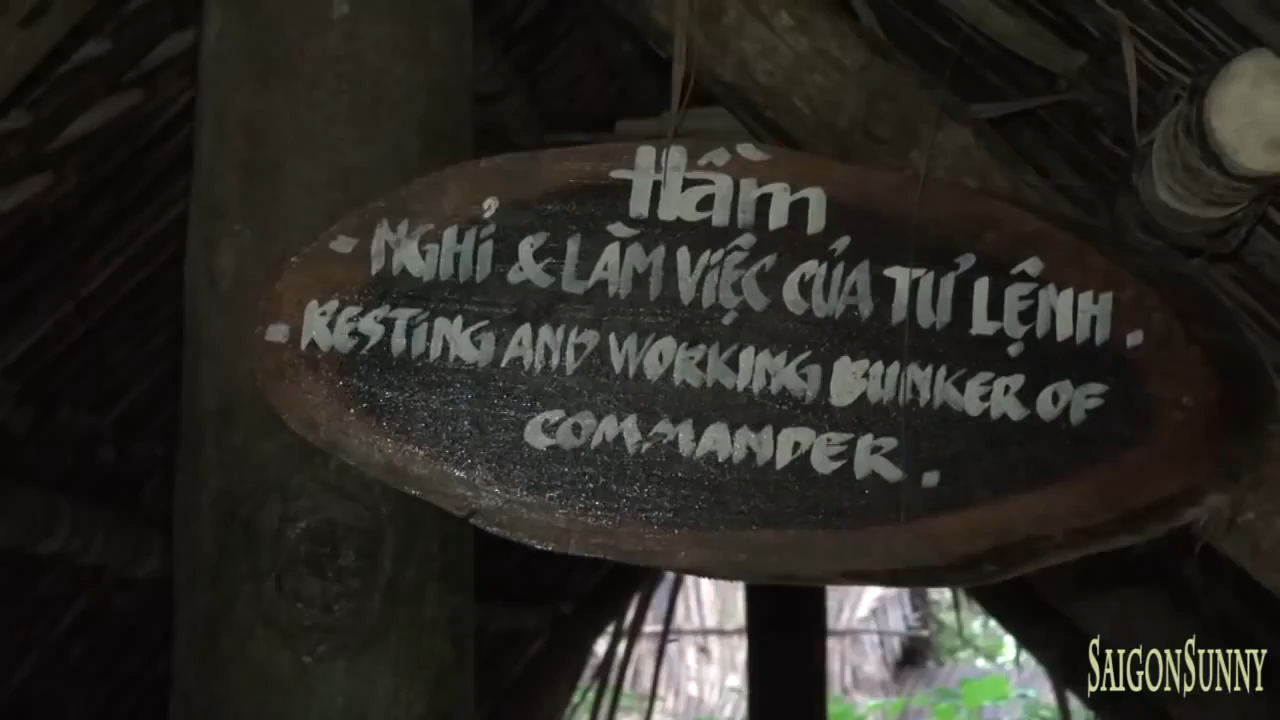 Hầm
- NGHỈ & LÀM VIỆC CỦA TƯ LỆNH.
- RESTING AND WORKING BUNKER OF
COMMANDER.
SAIGONSUNNY